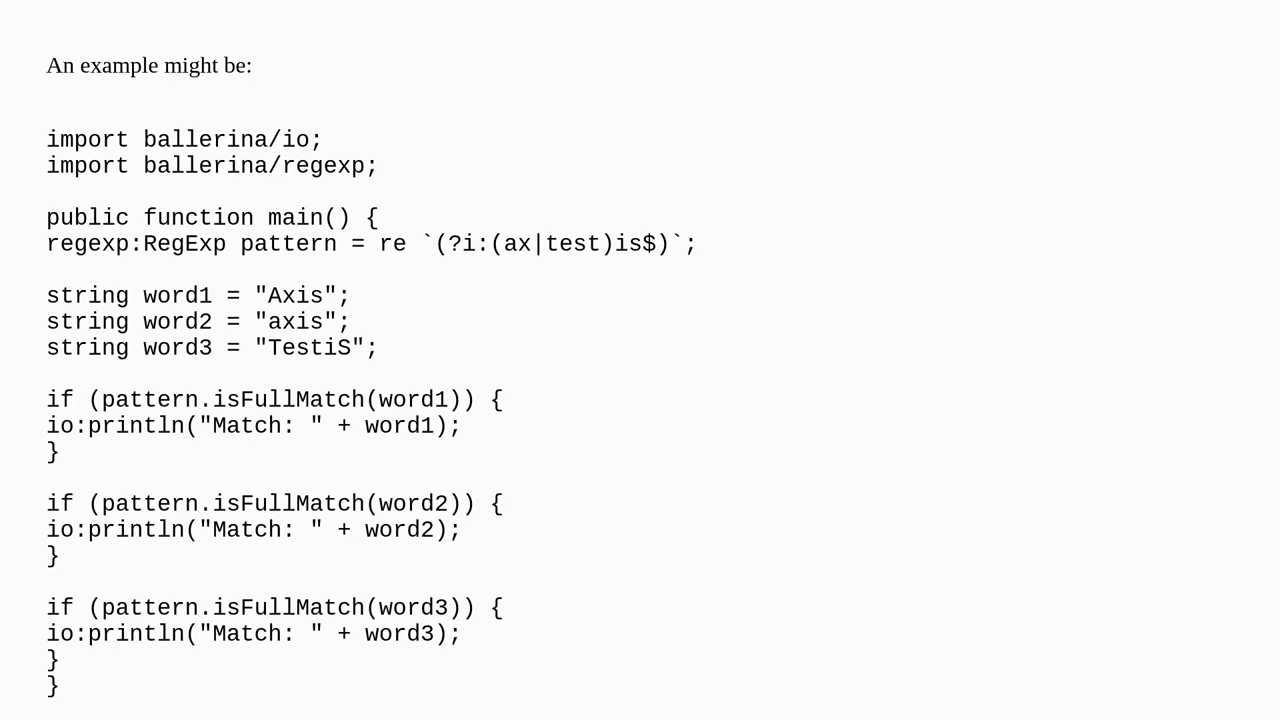 An example might be:
import ballerina/io;
import ballerina/regexp;
public function main() {
regexp:RegExp pattern = re `(?i:(ax|test)is$)`;
string word1 = "Axis";
string word2 = "axis";
string word3 = "TestiS";
if (pattern.isFullMatch(word1)) {
io:println("Match: " + word1);
}
if (pattern.isFullMatch(word2)) {
io:println("Match: " + word2);
}
if (pattern.isFullMatch(word3)) {
io:println("Match: " + word3);
}
}